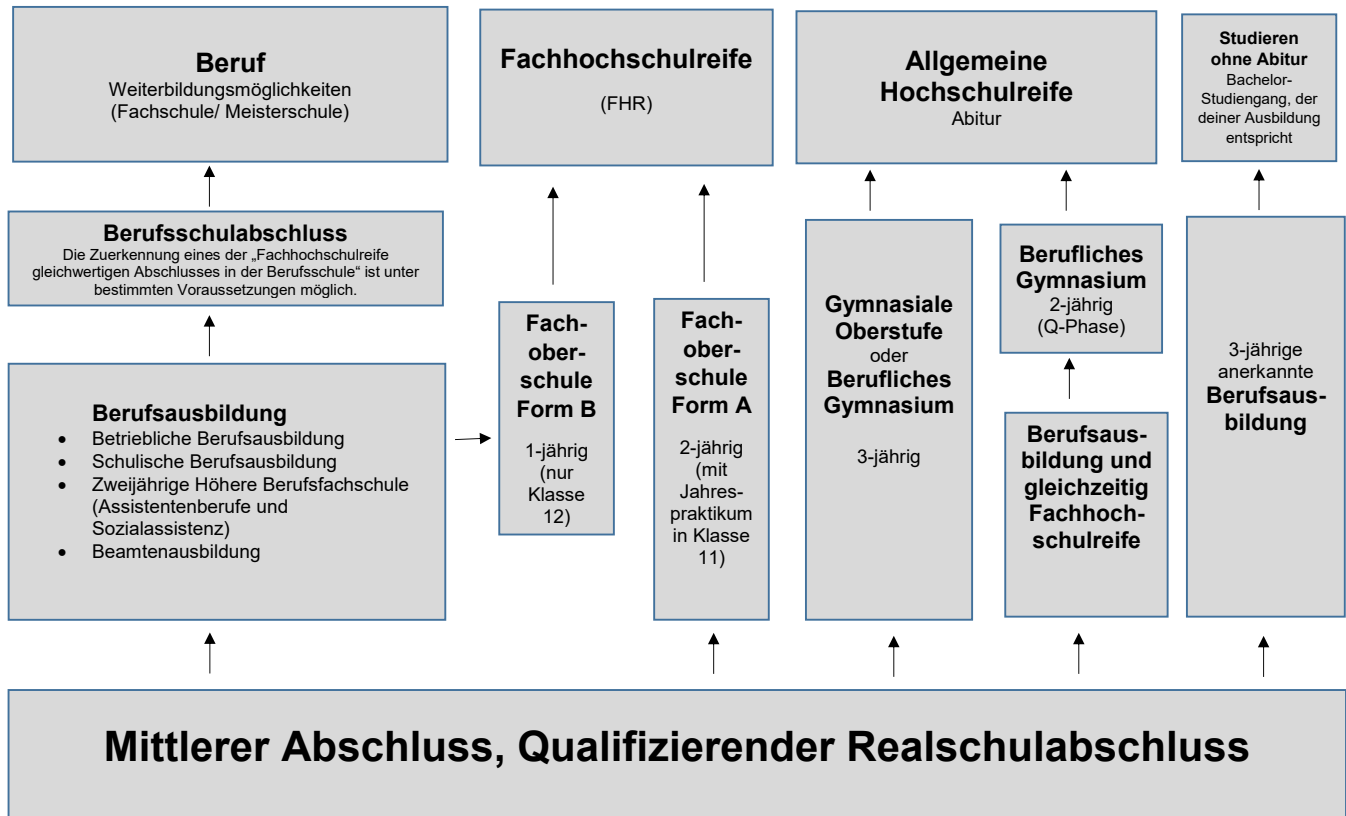 Beruf
Weiterbildungsmöglichkeiten
(Fachschule/ Meisterschule)
Fachhochschulreife
(FHR)
Allgemeine
Hochschulreife
Abitur
Studieren
ohne Abitur
Bachelor-
Studiengang, der
deiner Ausbildung
entspricht
Berufsschulabschluss
Die Zuerkennung eines der „Fachhochschulreife
gleichwertigen Abschlusses in der Berufsschule“ ist unter
bestimmten Voraussetzungen möglich.
Berufsausbildung
• Betriebliche Berufsausbildung
• Schulische Berufsausbildung
• Zweijährige Höhere Berufsfachschule
(Assistentenberufe und
Sozialassistenz)
• Beamtenausbildung
Fach-
ober-
schule
Form B
1-jährig
(nur
Klasse
12)
Fach-
ober-
schule
Form A
2-jährig
(mit
Jahres-
praktikum
in Klasse
11)
Gymnasiale
Oberstufe
oder
Berufliches
Gymnasium
3-jährig
Berufliches
Gymnasium
2-jährig
(Q-Phase)
Berufsaus-
bildung und
gleichzeitig
Fachhoch-
schulreife
3-jährige
anerkannte
Berufsaus-
bildung
Mittlerer Abschluss, Qualifizierender Realschulabschluss